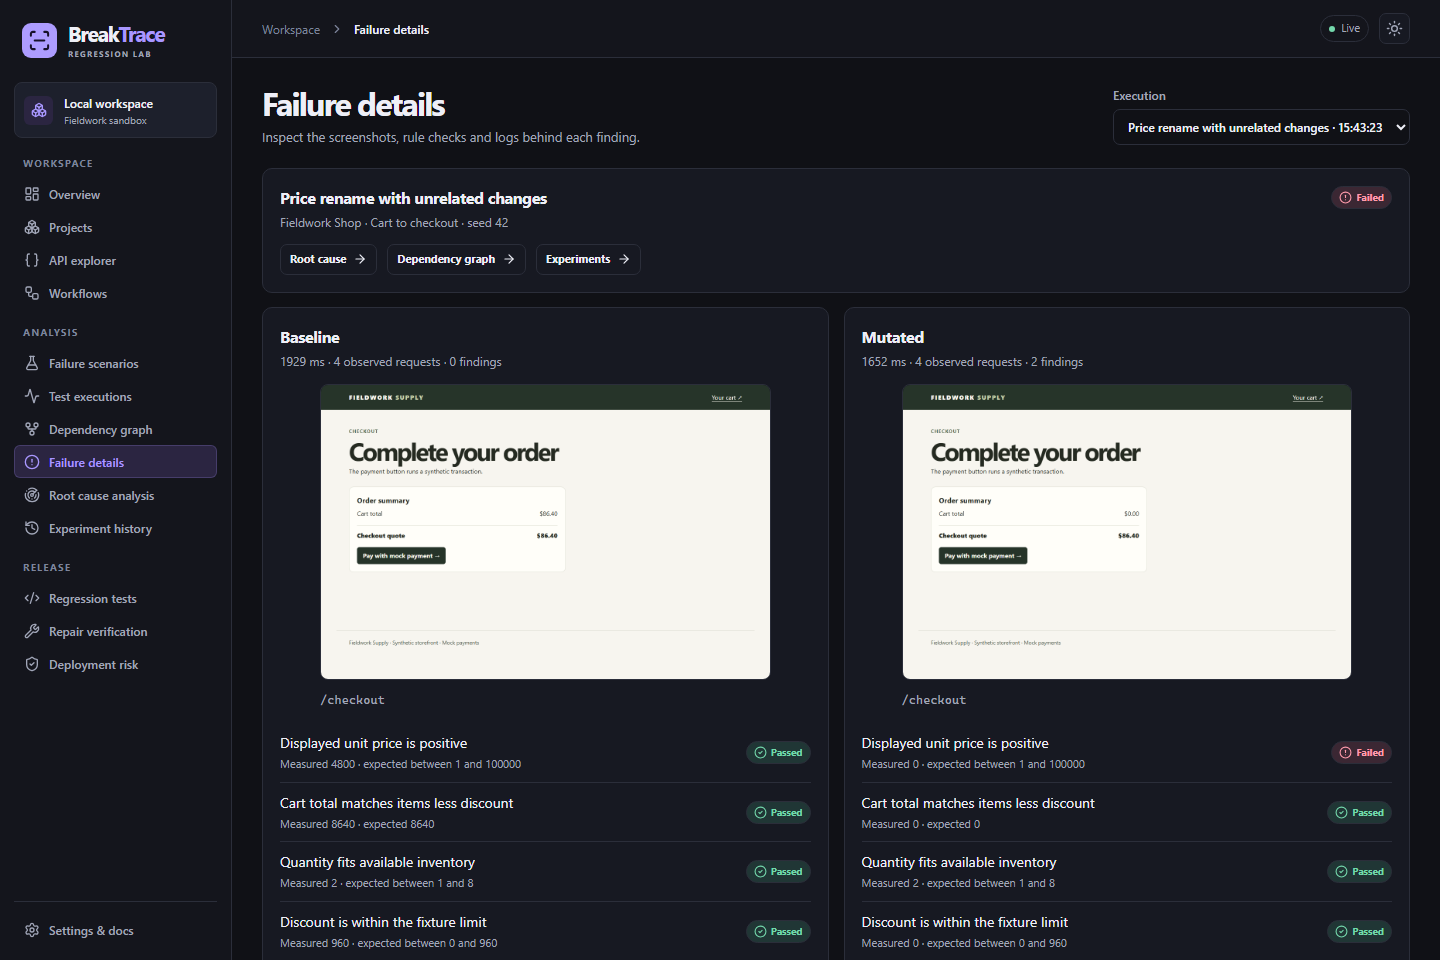 BreakTrace
REGRESSION LAB
Local workspace
Fieldwork sandbox
WORKSPACE
Overview
Projects
API explorer
Workflows
ANALYSIS
Failure scenarios
Test executions
Dependency graph
Failure details
Root cause analysis
Experiment history
RELEASE
Regression tests
Repair verification
Deployment risk
Settings & docs
Workspace > Failure details
Live
Failure details
Inspect the screenshots, rule checks and logs behind each finding.
Execution
Price rename with unrelated changes · 15:43:23
Price rename with unrelated changes
Failed
Fieldwork Shop · Cart to checkout · seed 42
Root cause →
Dependency graph →
Experiments →
Baseline
1929 ms · 4 observed requests · 0 findings
FIELDWORK SUPPLY
Your cart ↗
CHECKOUT
Complete your order
The payment button runs a synthetic transaction.
Order summary
Cart total $86.40
Checkout quote $86.40
Pay with mock payment →
Fieldwork Supply · Synthetic storefront · Mock payments
/checkout
Displayed unit price is positive
Measured 4800 · expected between 1 and 100000
Passed
Cart total matches items less discount
Measured 8640 · expected 8640
Passed
Quantity fits available inventory
Measured 2 · expected between 1 and 8
Passed
Discount is within the fixture limit
Measured 960 · expected between 0 and 960
Passed
Mutated
1652 ms · 4 observed requests · 2 findings
FIELDWORK SUPPLY
Your cart ↗
CHECKOUT
Complete your order
The payment button runs a synthetic transaction.
Order summary
Cart total $0.00
Checkout quote $86.40
Pay with mock payment →
Fieldwork Supply · Synthetic storefront · Mock payments
/checkout
Displayed unit price is positive
Measured 0 · expected between 1 and 100000
Failed
Cart total matches items less discount
Measured 0 · expected 0
Passed
Quantity fits available inventory
Measured 2 · expected between 1 and 8
Passed
Discount is within the fixture limit
Measured 0 · expected between 0 and 960
Passed